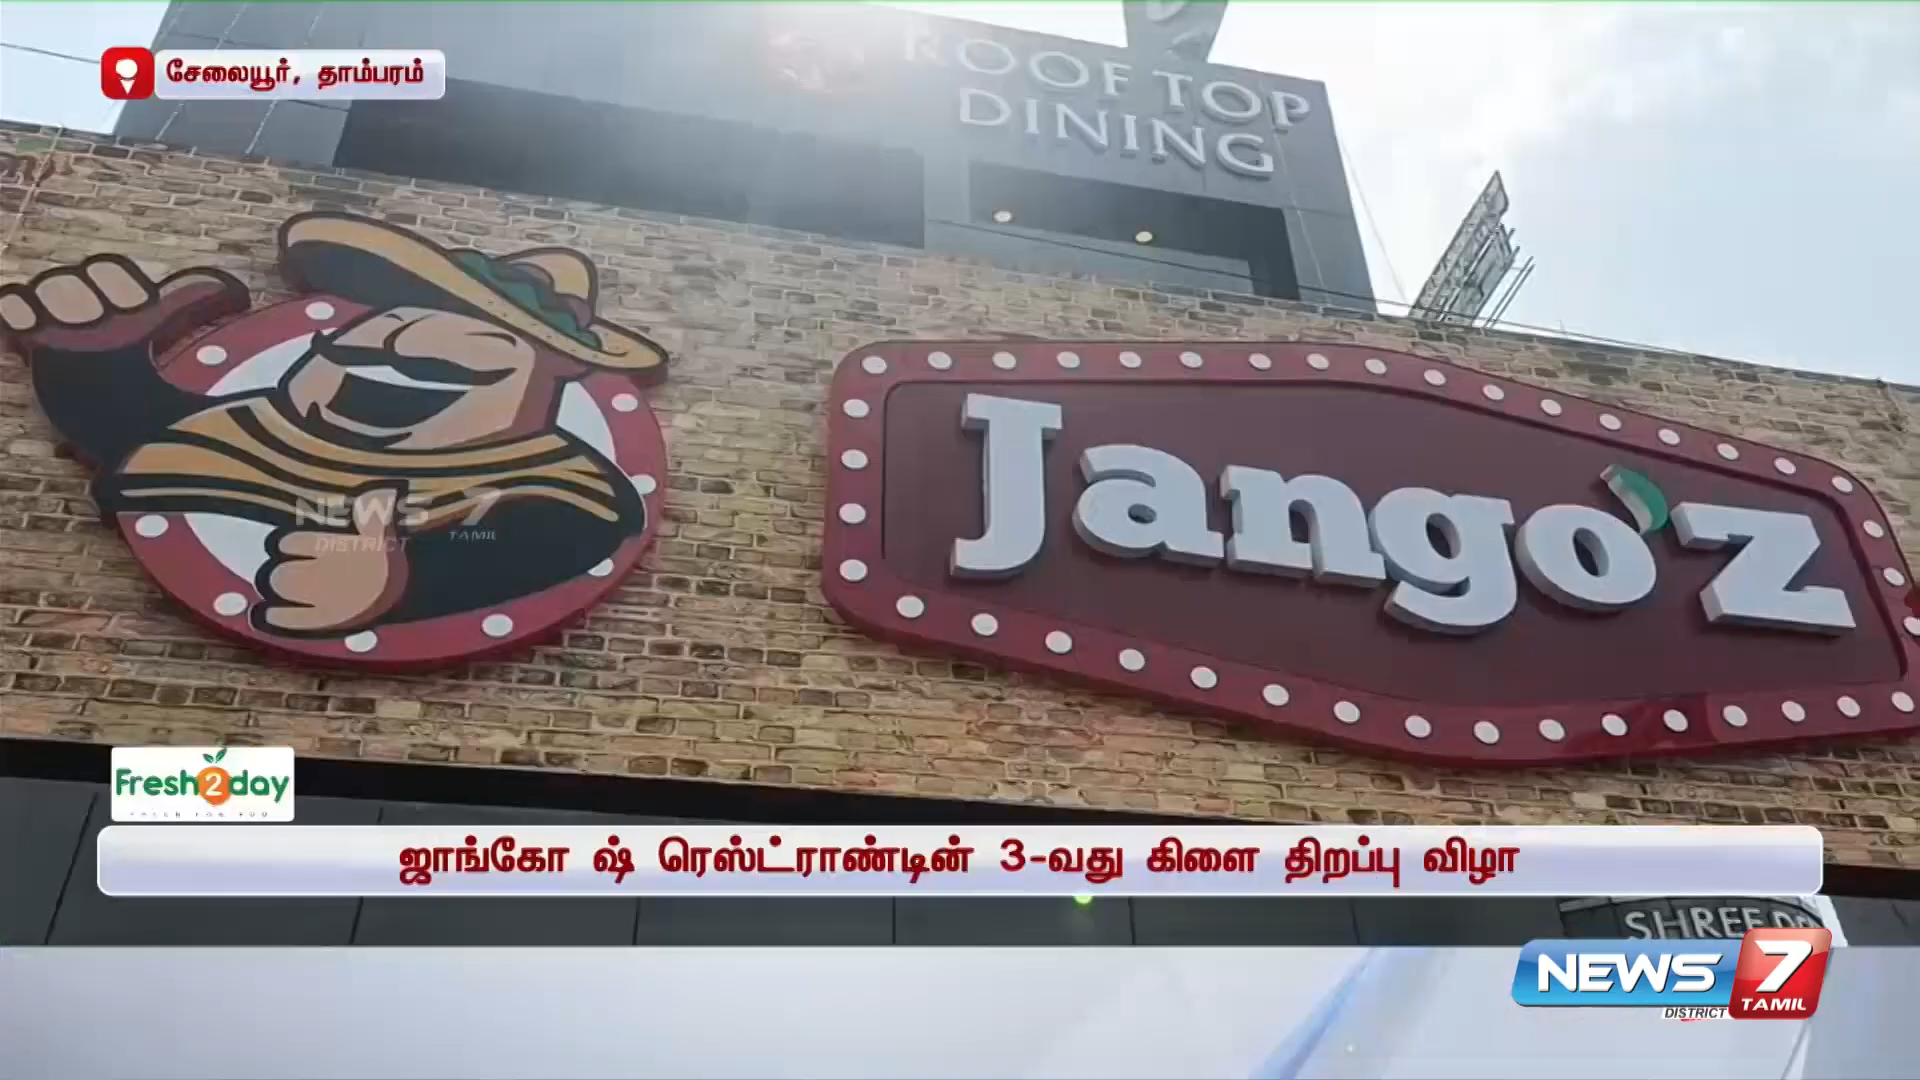 சேலையூர், தாம்பரம்
ROOF TOP
DINING
Jango'z
NEWS 7
DISTRICT TAMIL
Fresh2day
ஜாங்கோ ஷ் ரெஸ்ட்ராண்டின் 3-வது கிளை திறப்பு விழா
SHREE
NEWS 7
DISTRICT TAMIL